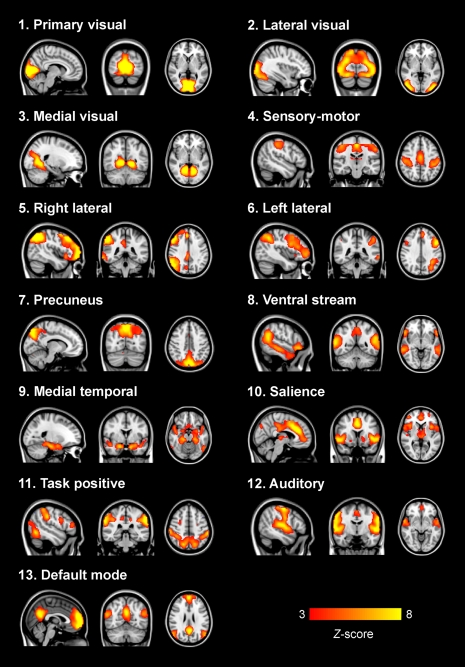 1. Primary visual
2. Lateral visual
3. Medial visual
4. Sensory-motor
5. Right lateral
6. Left lateral
7. Precuneus
8. Ventral stream
9. Medial temporal
10. Salience
11. Task positive
12. Auditory
13. Default mode
3 8
Z-score